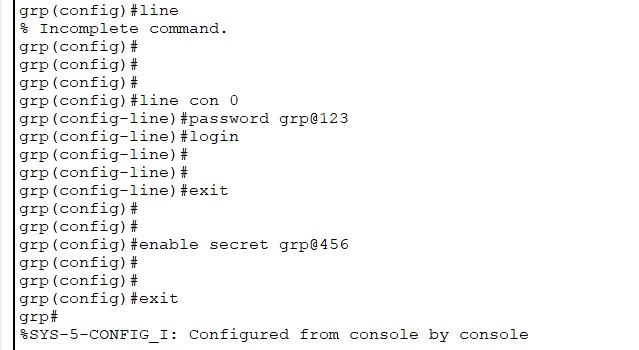 grp(config)#line
% Incomplete command.
grp(config)#
grp(config)#
grp(config)#
grp(config)#line con 0
grp(config-line)#password grp@123
grp(config-line)#login
grp(config-line)#
grp(config-line)#
grp(config-line)#exit
grp(config)#
grp(config)#
grp(config)#enable secret grp@456
grp(config)#
grp(config)#
grp(config)#exit
grp#
%SYS-5-CONFIG_I: Configured from console by console